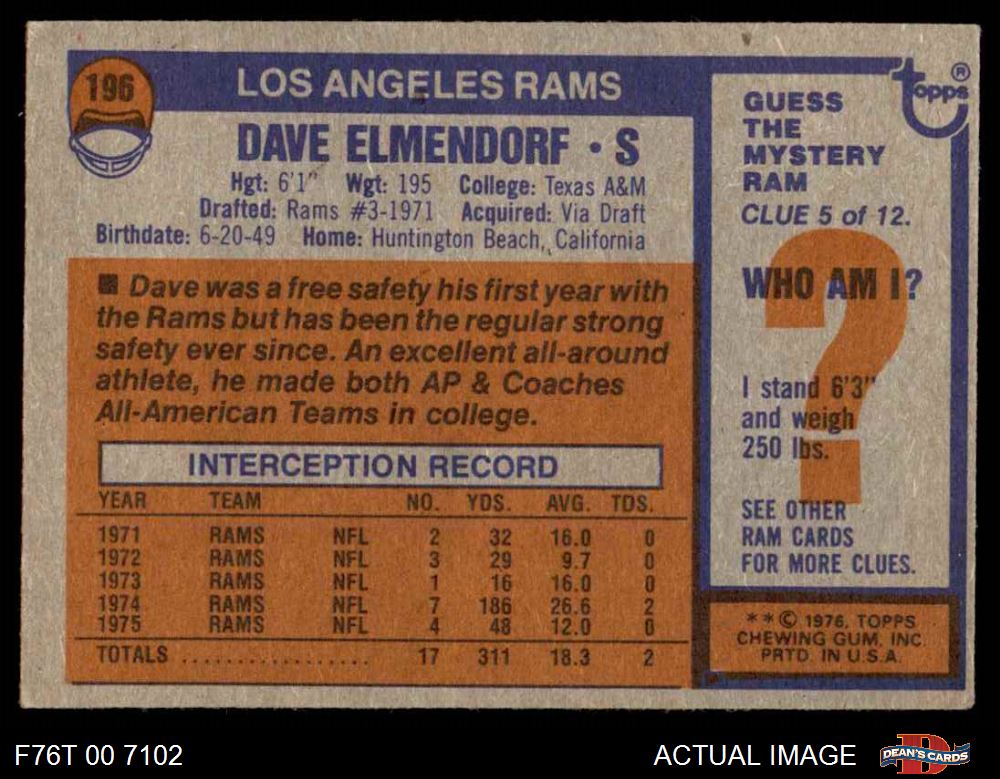 196
LOS ANGELES RAMS
DAVE ELMENDORF • S
Hgt: 6'1" Wgt: 195 College: Texas A&M
Drafted: Rams #3-1971 Acquired: Via Draft
Birthdate: 6-20-49 Home: Huntington Beach, California
■ Dave was a free safety his first year with
the Rams but has been the regular strong
safety ever since. An excellent all-around
athlete, he made both AP & Coaches
All-American Teams in college.
INTERCEPTION RECORD
YEAR TEAM NO. YDS. AVG. TDS.
1971 RAMS NFL 2 32 16.0 0
1972 RAMS NFL 3 29 9.7 0
1973 RAMS NFL 1 16 16.0 0
1974 RAMS NFL 7 186 26.6 2
1975 RAMS NFL 4 48 12.0 0
TOTALS .................. 17 311 18.3 2
topps ®
GUESS
THE
MYSTERY
RAM
CLUE 5 of 12.
WHO AM I?
?
I stand 6'3"
and weigh
250 lbs.
SEE OTHER
RAM CARDS
FOR MORE CLUES.
**© 1976, TOPPS
CHEWING GUM, INC
PRTD. IN U.S.A.
F76T 00 7102
ACTUAL IMAGE
DEAN'S CARDS